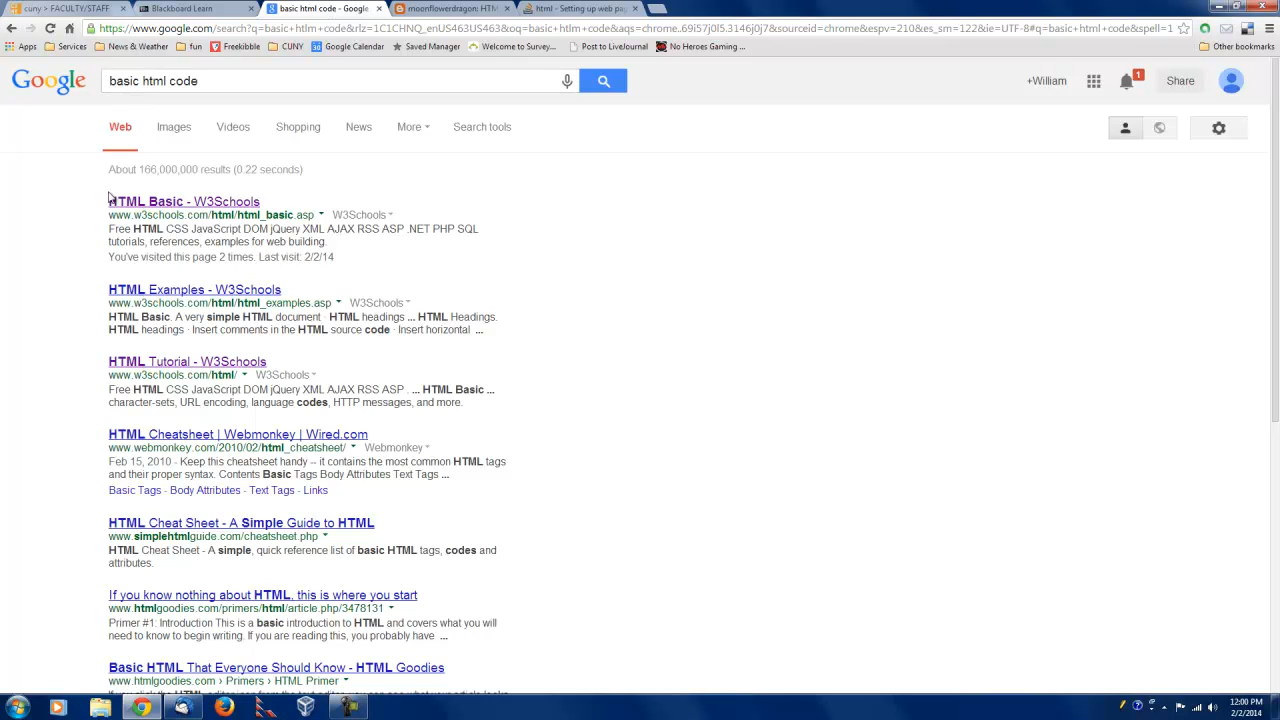 cuny > FACULTY/STAFF
Blackboard Learn
basic html code - Google
moonflowerdragon: HTM
html - Setting up web pag
https://www.google.com/search?q=basic+html+code&rlz=1C1CHNQ_enUS463US463&oq=basic+htlm+code&aqs=chrome.69i57j0l5.3146j0j7&sourceid=chrome&espv=210&es_sm=122&ie=UTF-8#q=basic+html+code&spell=1
Apps Services News & Weather fun Freekibble CUNY Google Calendar Saved Manager Welcome to Survey... Post to LiveJournal No Heroes Gaming ... Other bookmarks
Google basic html code +William 1 Share
Web Images Videos Shopping News More Search tools
About 166,000,000 results (0.22 seconds)
HTML Basic - W3Schools
www.w3schools.com/html/html_basic.asp W3Schools
Free HTML CSS JavaScript DOM jQuery XML AJAX RSS ASP .NET PHP SQL
tutorials, references, examples for web building.
You've visited this page 2 times. Last visit: 2/2/14
HTML Examples - W3Schools
www.w3schools.com/html/html_examples.asp W3Schools
HTML Basic. A very simple HTML document · HTML headings ... HTML Headings.
HTML headings · Insert comments in the HTML source code · Insert horizontal ...
HTML Tutorial - W3Schools
www.w3schools.com/html/ W3Schools
Free HTML CSS JavaScript DOM jQuery XML AJAX RSS ASP . ... HTML Basic ...
character-sets, URL encoding, language codes, HTTP messages, and more.
HTML Cheatsheet | Webmonkey | Wired.com
www.webmonkey.com/2010/02/html_cheatsheet/ Webmonkey
Feb 15, 2010 - Keep this cheatsheet handy -- it contains the most common HTML tags
and their proper syntax. Contents Basic Tags Body Attributes Text Tags ...
Basic Tags - Body Attributes - Text Tags - Links
HTML Cheat Sheet - A Simple Guide to HTML
www.simplehtmlguide.com/cheatsheet.php
HTML Cheat Sheet - A simple, quick reference list of basic HTML tags, codes and
attributes.
If you know nothing about HTML, this is where you start
www.htmlgoodies.com/primers/html/article.php/3478131
Primer #1: Introduction This is a basic introduction to HTML and covers what you will
need to know to begin writing. If you are reading this, you probably have ...
Basic HTML That Everyone Should Know - HTML Goodies
www.htmlgoodies.com › Primers › HTML Primer
12:00 PM
2/2/2014